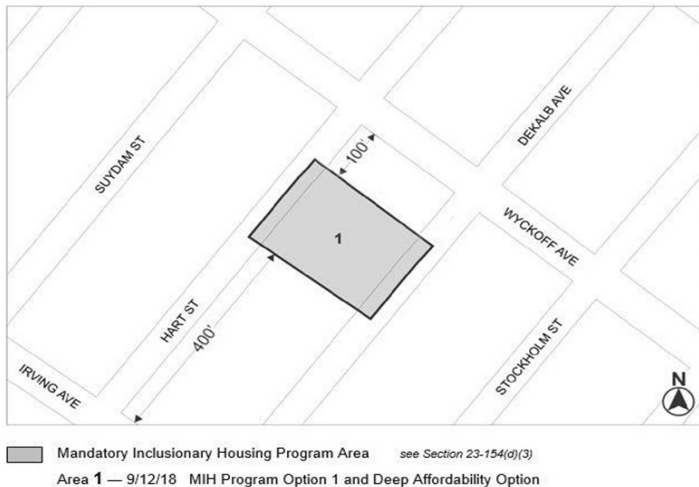 DEKALB AVE
100'
SUYDAM ST
WYCKOFF AVE
1
HART ST
400'
STOCKHOLM ST
IRVING AVE
N
Mandatory Inclusionary Housing Program Area see Section 23-154(d)(3)
Area 1 — 9/12/18 MIH Program Option 1 and Deep Affordability Option